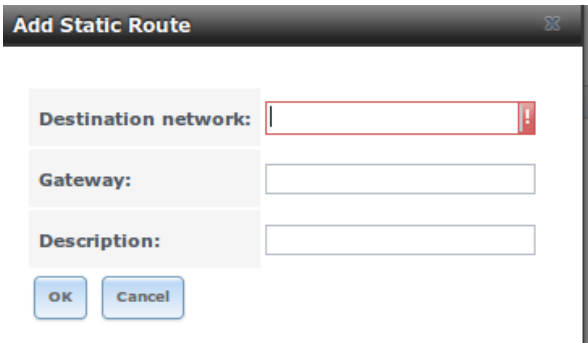 Add Static Route
Destination network:
!
Gateway:
Description:
OK Cancel